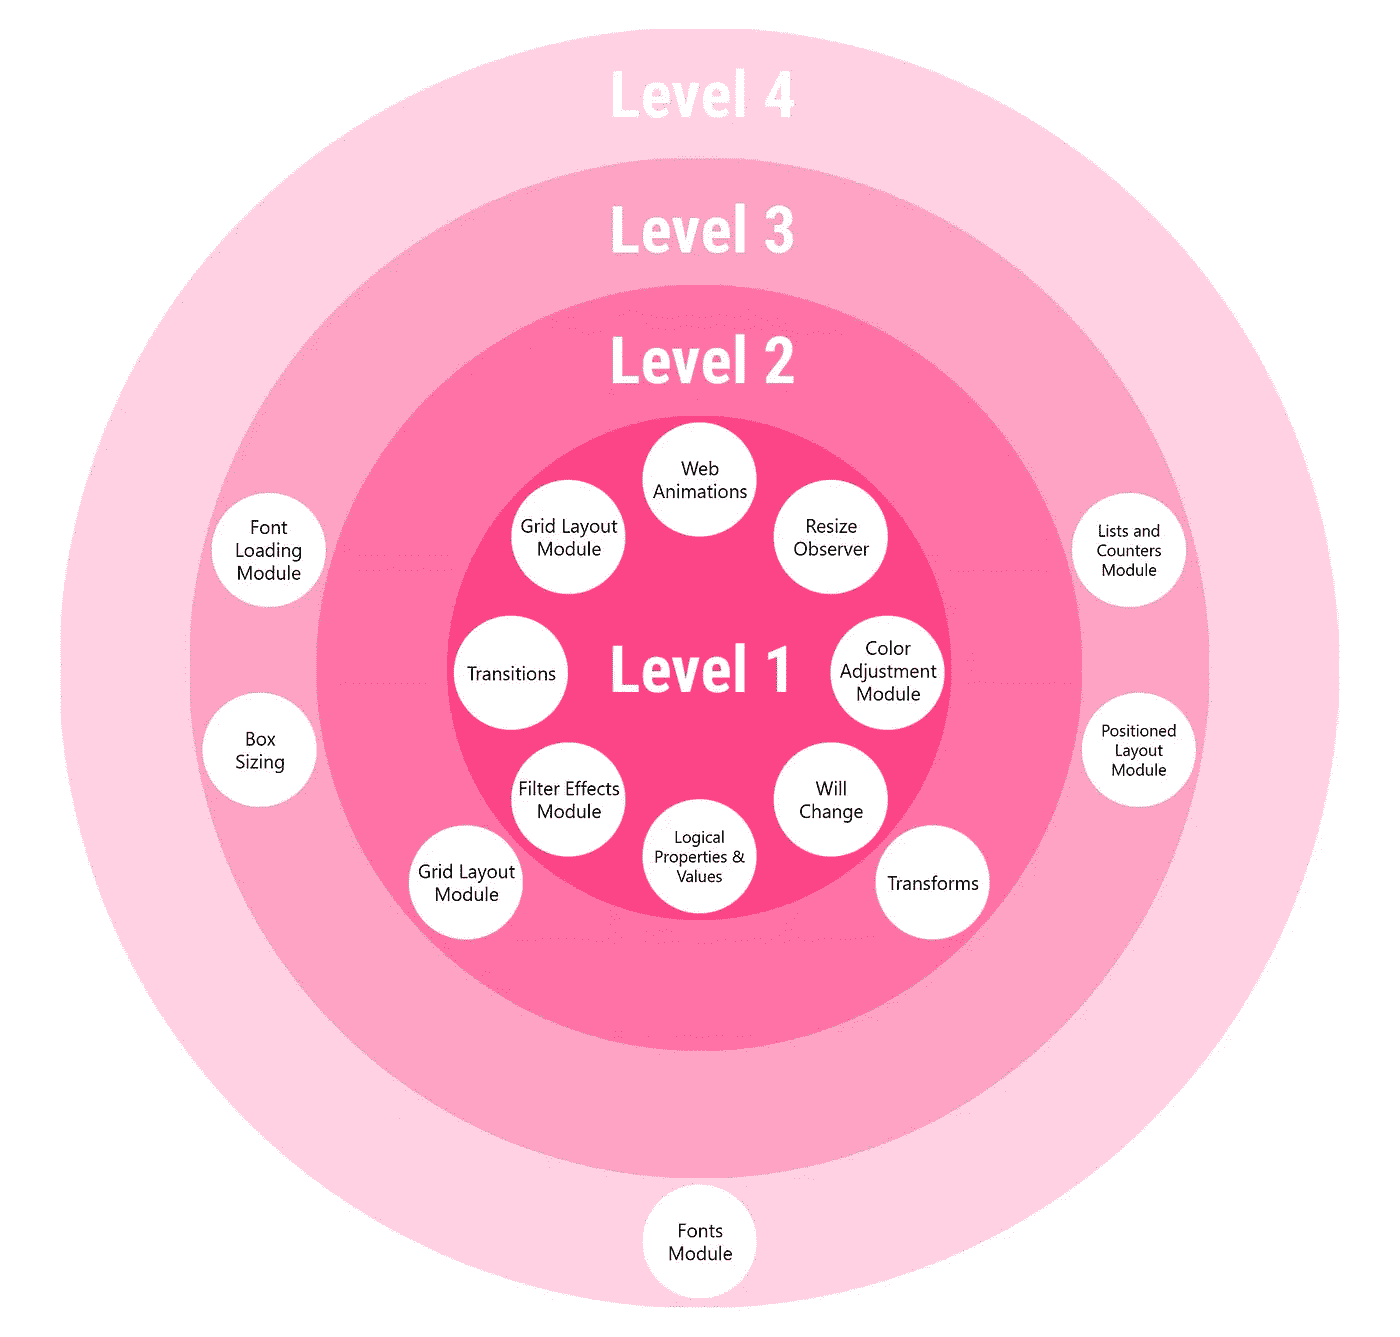 Level 4
Level 3
Level 2
Web
Animations
Grid Layout
Module
Resize
Observer
Font
Loading
Module
Lists and
Counters
Module
Transitions
Level 1
Color
Adjustment
Module
Box
Sizing
Positioned
Layout
Module
Filter Effects
Module
Will
Change
Logical
Properties &
Values
Grid Layout
Module
Transforms
Fonts
Module